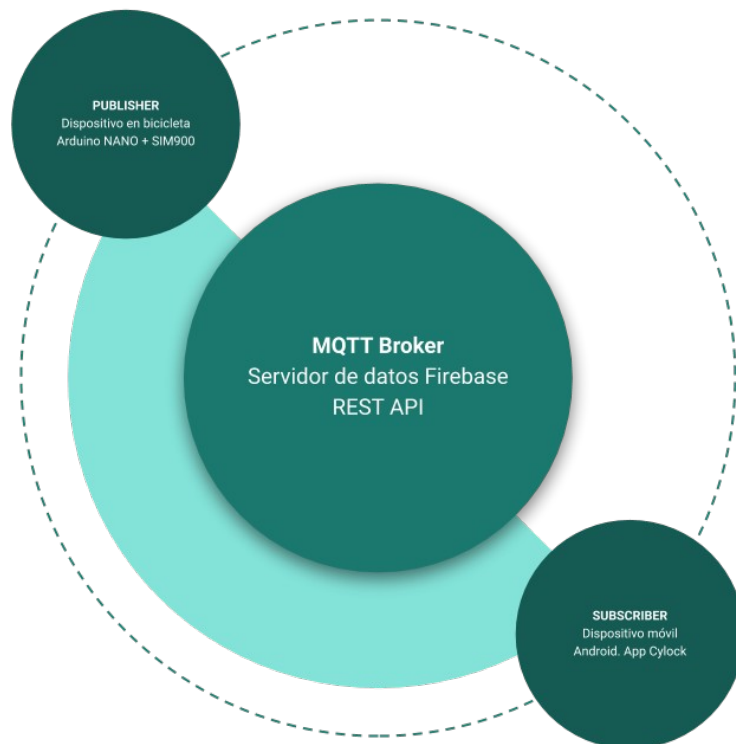 PUBLISHER
Dispositivo en bicicleta
Arduino NANO + SIM900
MQTT Broker
Servidor de datos Firebase
REST API
SUBSCRIBER
Dispositivo móvil
Android. App Cylock